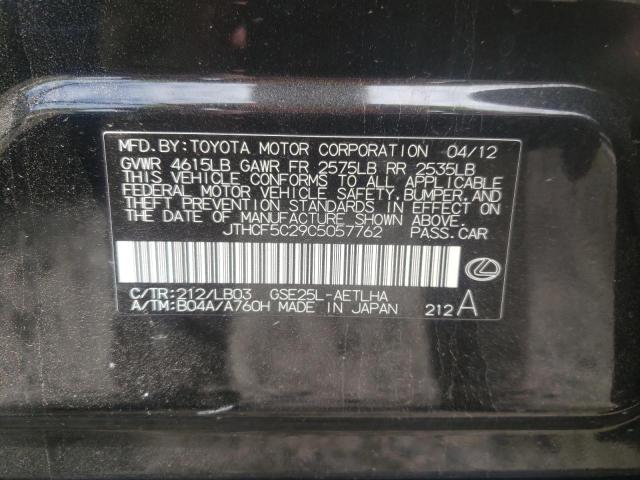 MFD.BY:TOYOTA MOTOR CORPORATION 04/12
GVWR 4615LB GAWR FR 2575LB RR 2535LB
THIS VEHICLE CONFORMS TO ALL APPLICABLE
FEDERAL MOTOR VEHICLE SAFETY,BUMPER,AND
THEFT PREVENTION STANDARDS IN EFFECT ON
THE DATE OF MANUFACTURE SHOWN ABOVE.
JTHCF5C29C5057762 PASS.CAR
C/TR:212/LB03 GSE25L-AETLHA
A/TM:B04A/A760H MADE IN JAPAN 212A